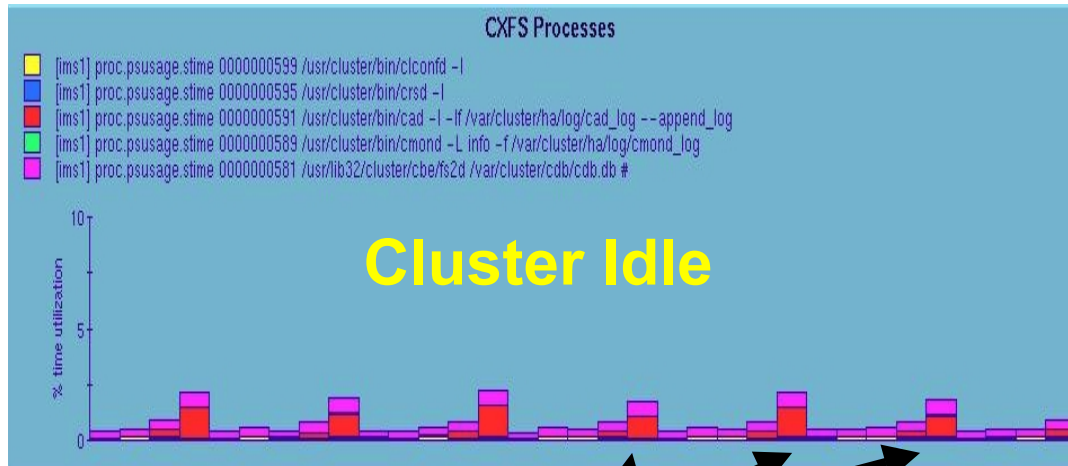 CXFS Processes
[ims1] proc.psusage.stime 0000000599 /usr/cluster/bin/clconfd -l
[ims1] proc.psusage.stime 0000000595 /usr/cluster/bin/crsd -l
[ims1] proc.psusage.stime 0000000591 /usr/cluster/bin/cad -l -lf /var/cluster/ha/log/cad_log --append_log
[ims1] proc.psusage.stime 0000000589 /usr/cluster/bin/cmond -L info -f /var/cluster/ha/log/cmond_log
[ims1] proc.psusage.stime 0000000581 /usr/lib32/cluster/cbe/fs2d /var/cluster/cdb/cdb.db #
10
Cluster Idle
% time utilization
5
0